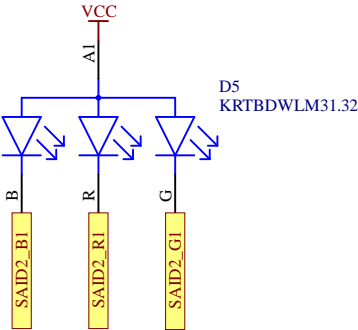 VCC
A1
D5
KRTBDWLM31.32
B
R
G
SAID2_B1
SAID2_R1
SAID2_G1